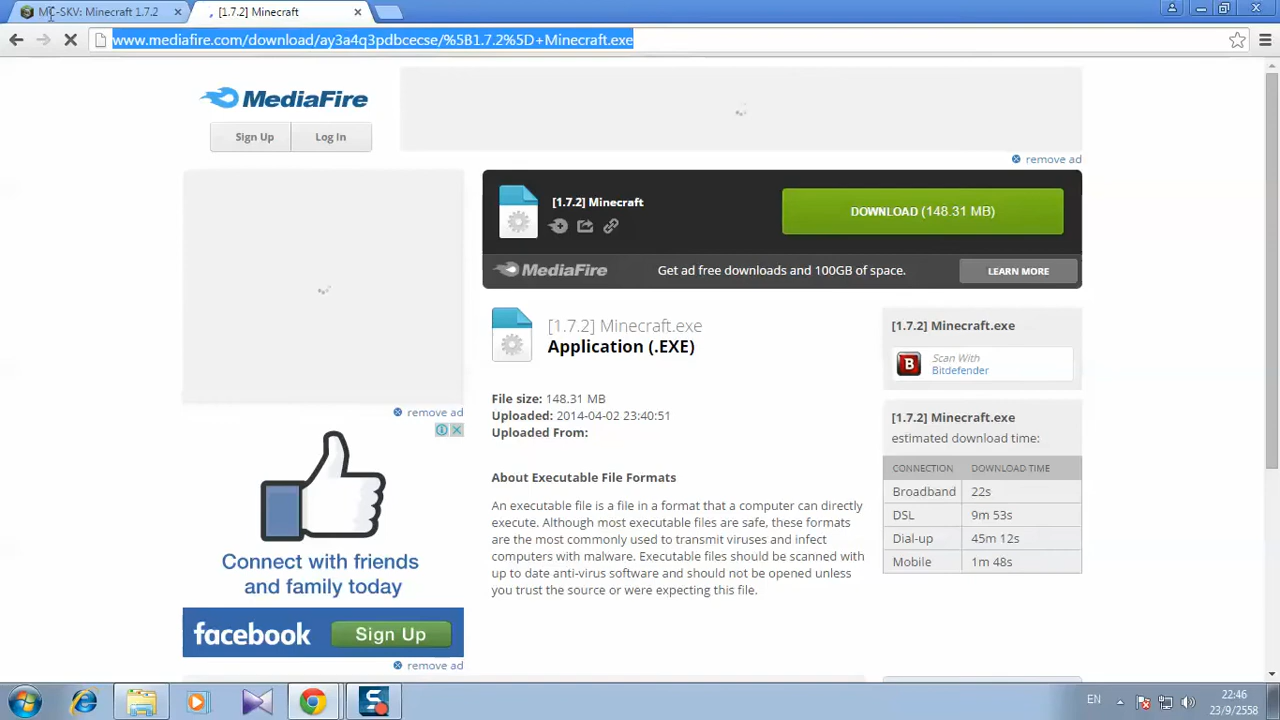 MC-SKV: Minecraft 1.7.2
[1.7.2] Minecraft
www.mediafire.com/download/ay3a4q3pdbcecse/%5B1.7.2%5D+Minecraft.exe
MediaFire
Sign Up
Log In
remove ad
[1.7.2] Minecraft
DOWNLOAD (148.31 MB)
MediaFire
Get ad free downloads and 100GB of space.
LEARN MORE
[1.7.2] Minecraft.exe
Application (.EXE)
File size: 148.31 MB
Uploaded: 2014-04-02 23:40:51
Uploaded From:
About Executable File Formats
An executable file is a file in a format that a computer can directly
execute. Although most executable files are safe, these formats
are the most commonly used to transmit viruses and infect
computers with malware. Executable files should be scanned with
up to date anti-virus software and should not be opened unless
you trust the source or were expecting this file.
[1.7.2] Minecraft.exe
B
Scan With
Bitdefender
[1.7.2] Minecraft.exe
estimated download time:
CONNECTION DOWNLOAD TIME
Broadband 22s
DSL 9m 53s
Dial-up 45m 12s
Mobile 1m 48s
remove ad
Connect with friends
and family today
facebook
Sign Up
remove ad
EN
22:46
23/9/2558